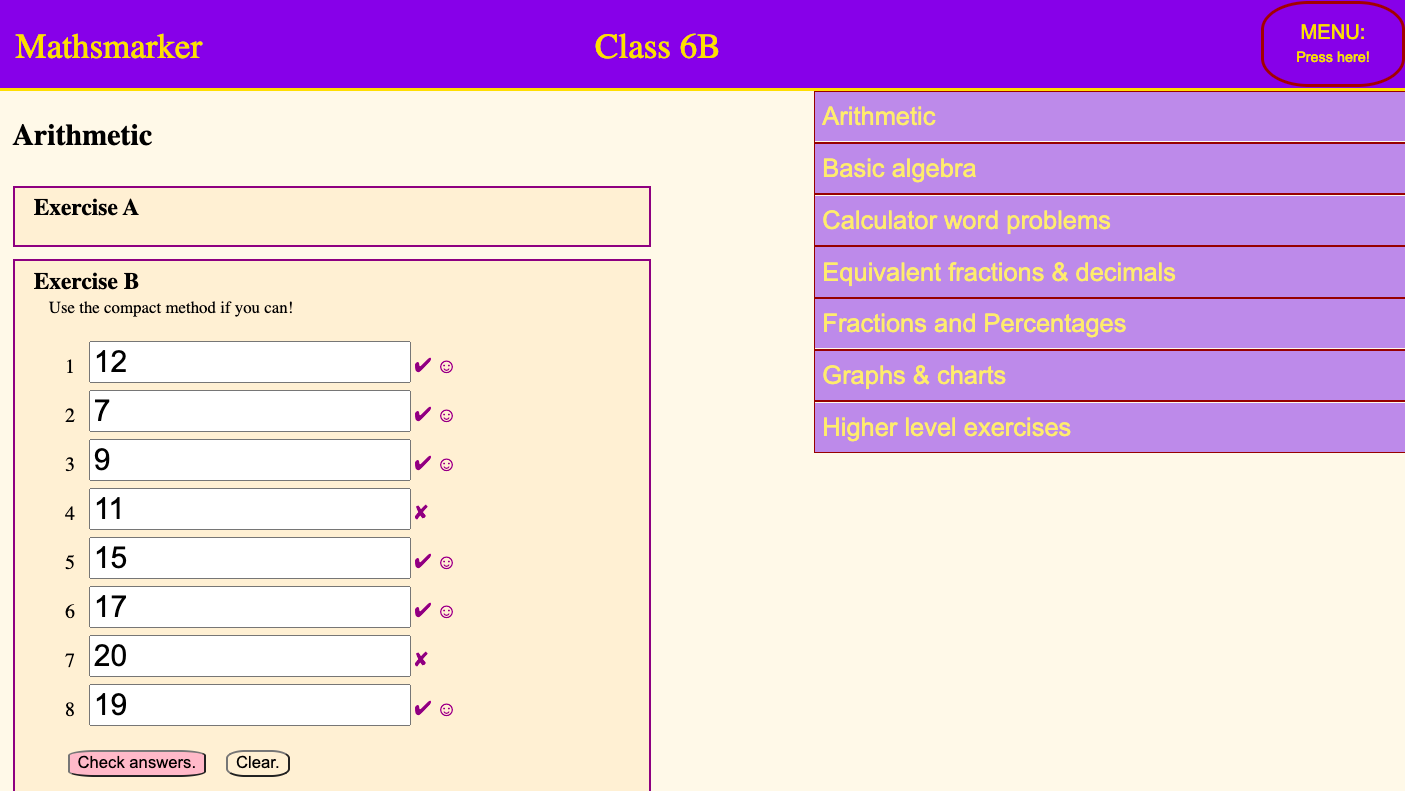 Mathsmarker
Class 6B
MENU:
Press here!
Arithmetic
Basic algebra
Calculator word problems
Equivalent fractions & decimals
Fractions and Percentages
Graphs & charts
Higher level exercises
Arithmetic
Exercise A
Exercise B
Use the compact method if you can!
1 12 ✔ ☺
2 7 ✔ ☺
3 9 ✔ ☺
4 11 ✘
5 15 ✔ ☺
6 17 ✔ ☺
7 20 ✘
8 19 ✔ ☺
Check answers. Clear.